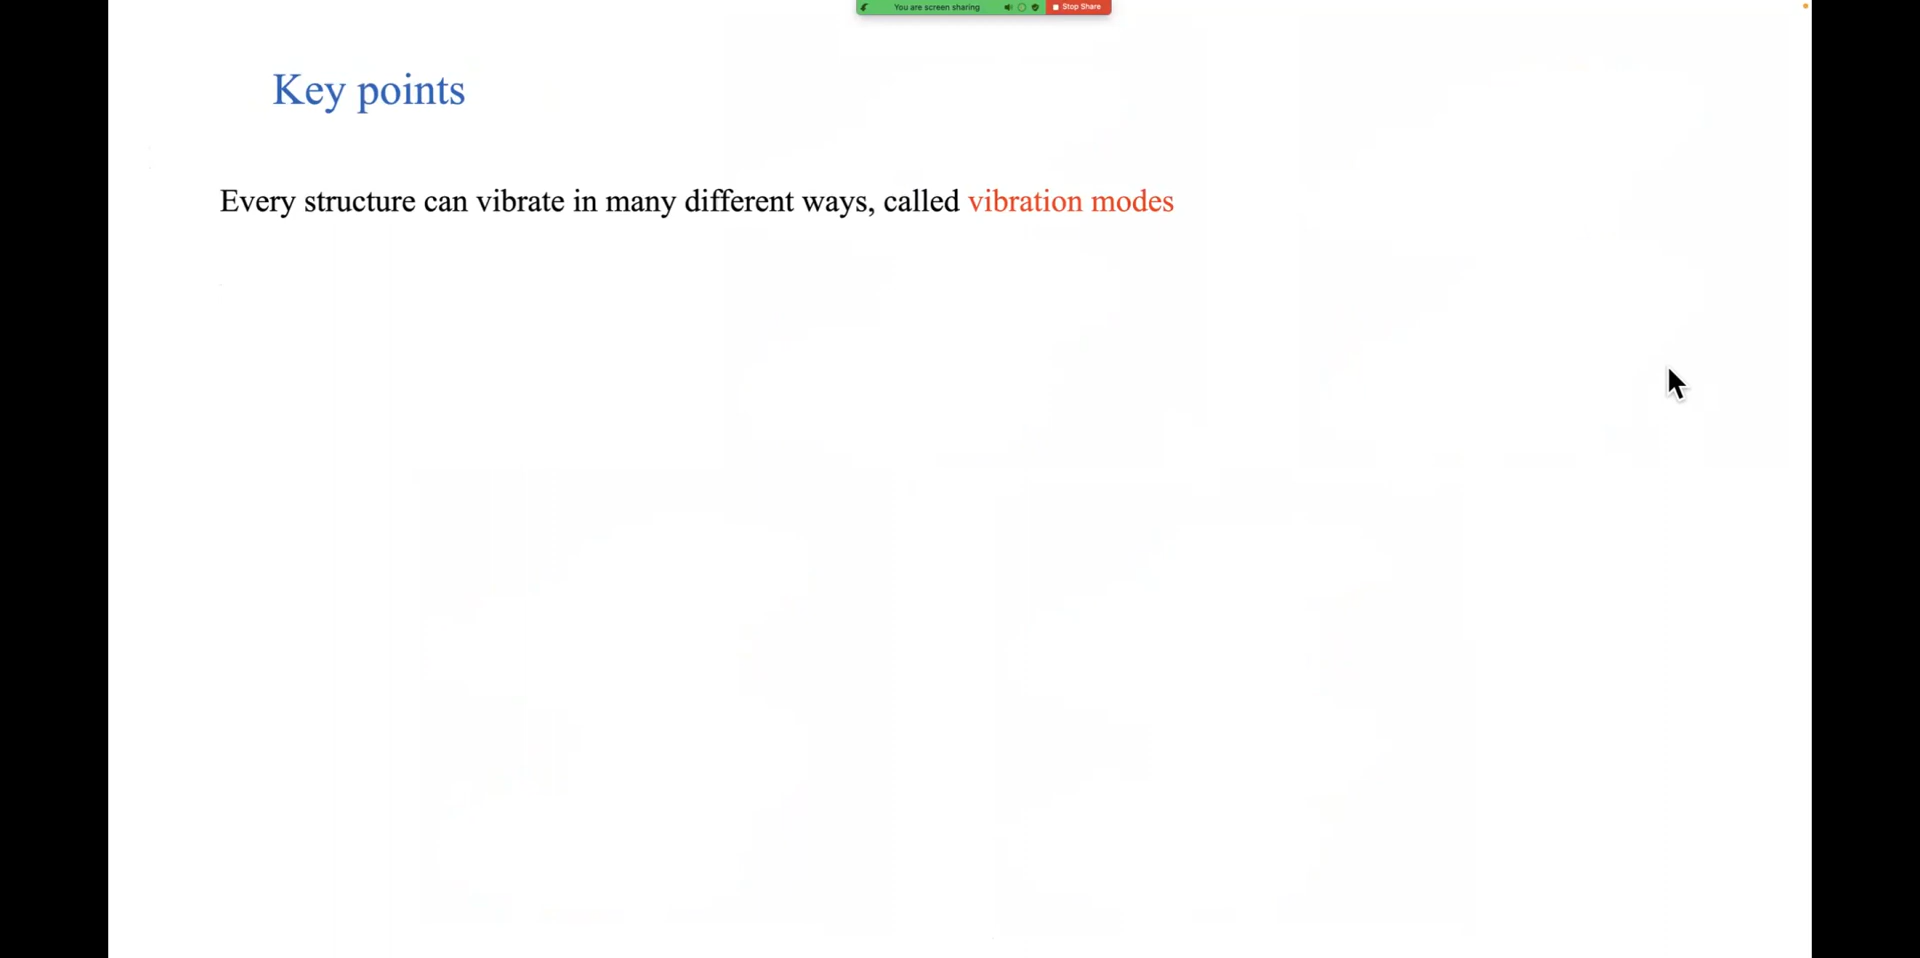 You are screen sharing
Stop Share
Key points
Every structure can vibrate in many different ways, called vibration modes